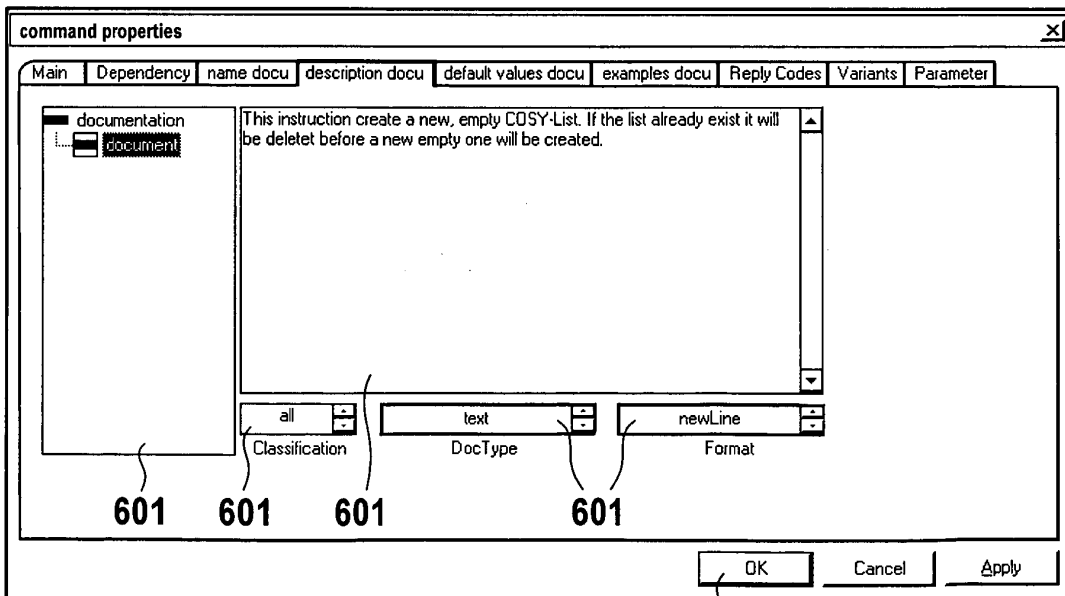 command properties
Main Dependency name docu description docu default values docu examples docu Reply Codes Variants Parameter
documentation
document
This instruction create a new, empty COSY-List. If the list already exist it will
be deletet before a new empty one will be created.
all text newLine
Classification DocType Format
601 601 601 601
OK Cancel Apply